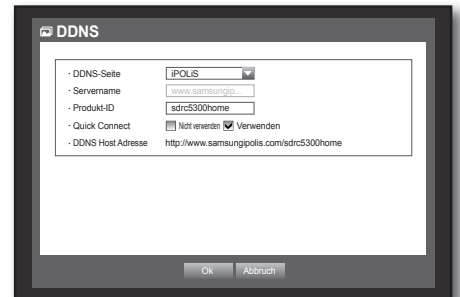 DDNS
· DDNS-Seite iPOLiS
· Servername www.samsungip...
· Produkt-ID sdrc5300home
· Quick Connect Nicht verwenden Verwenden
· DDNS Host Adresse http://www.samsungipolis.com/sdrc5300home
Ok Abbruch